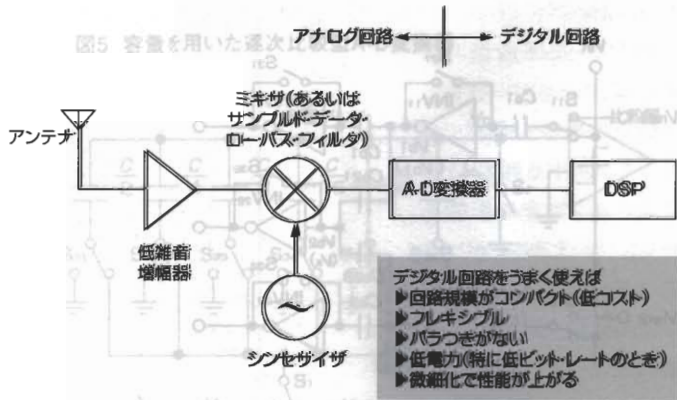 アナログ回路 デジタル回路
ミキサ(あるいは
サンプルド・データ・
ロー・パス・フィルタ)
アンテナ
A-D変換器
DSP
低雑音
増幅器
シンセサイザ
デジタル回路をうまく使えば
▶回路規模がコンパクト(低コスト)
▶フレキシブル
▶バラつきがない
▶低電力(特に低ビット・レートのとき)
▶微細化で性能が上がる